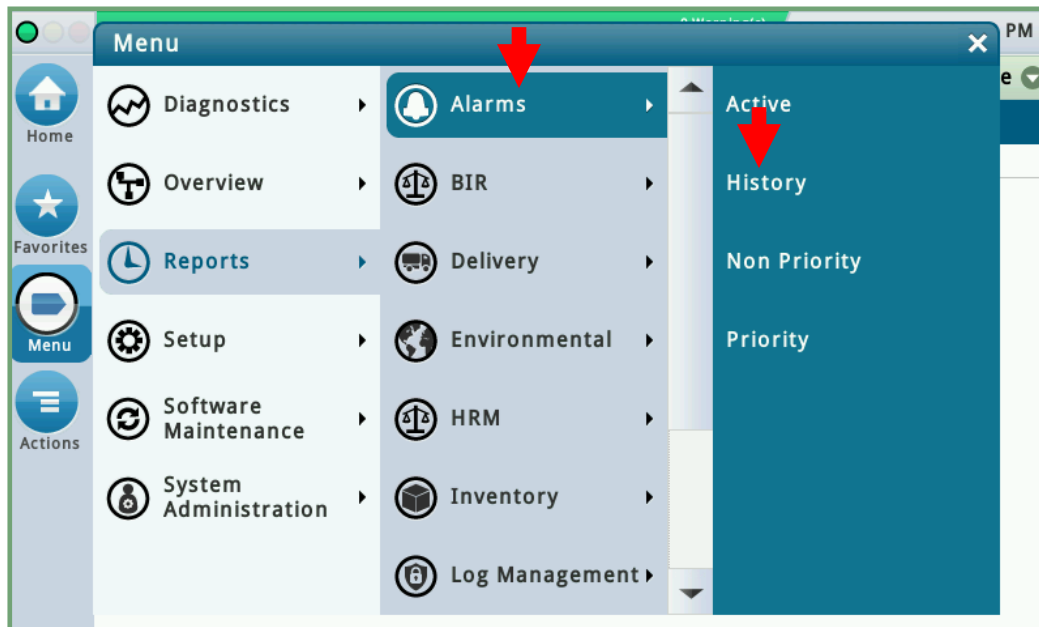 PM
Menu
e
Home
Favorites
Menu
Actions
Diagnostics
Overview
Reports
Setup
Software
Maintenance
System
Administration
Alarms
BIR
Delivery
Environmental
HRM
Inventory
Log Management
Active
History
Non Priority
Priority